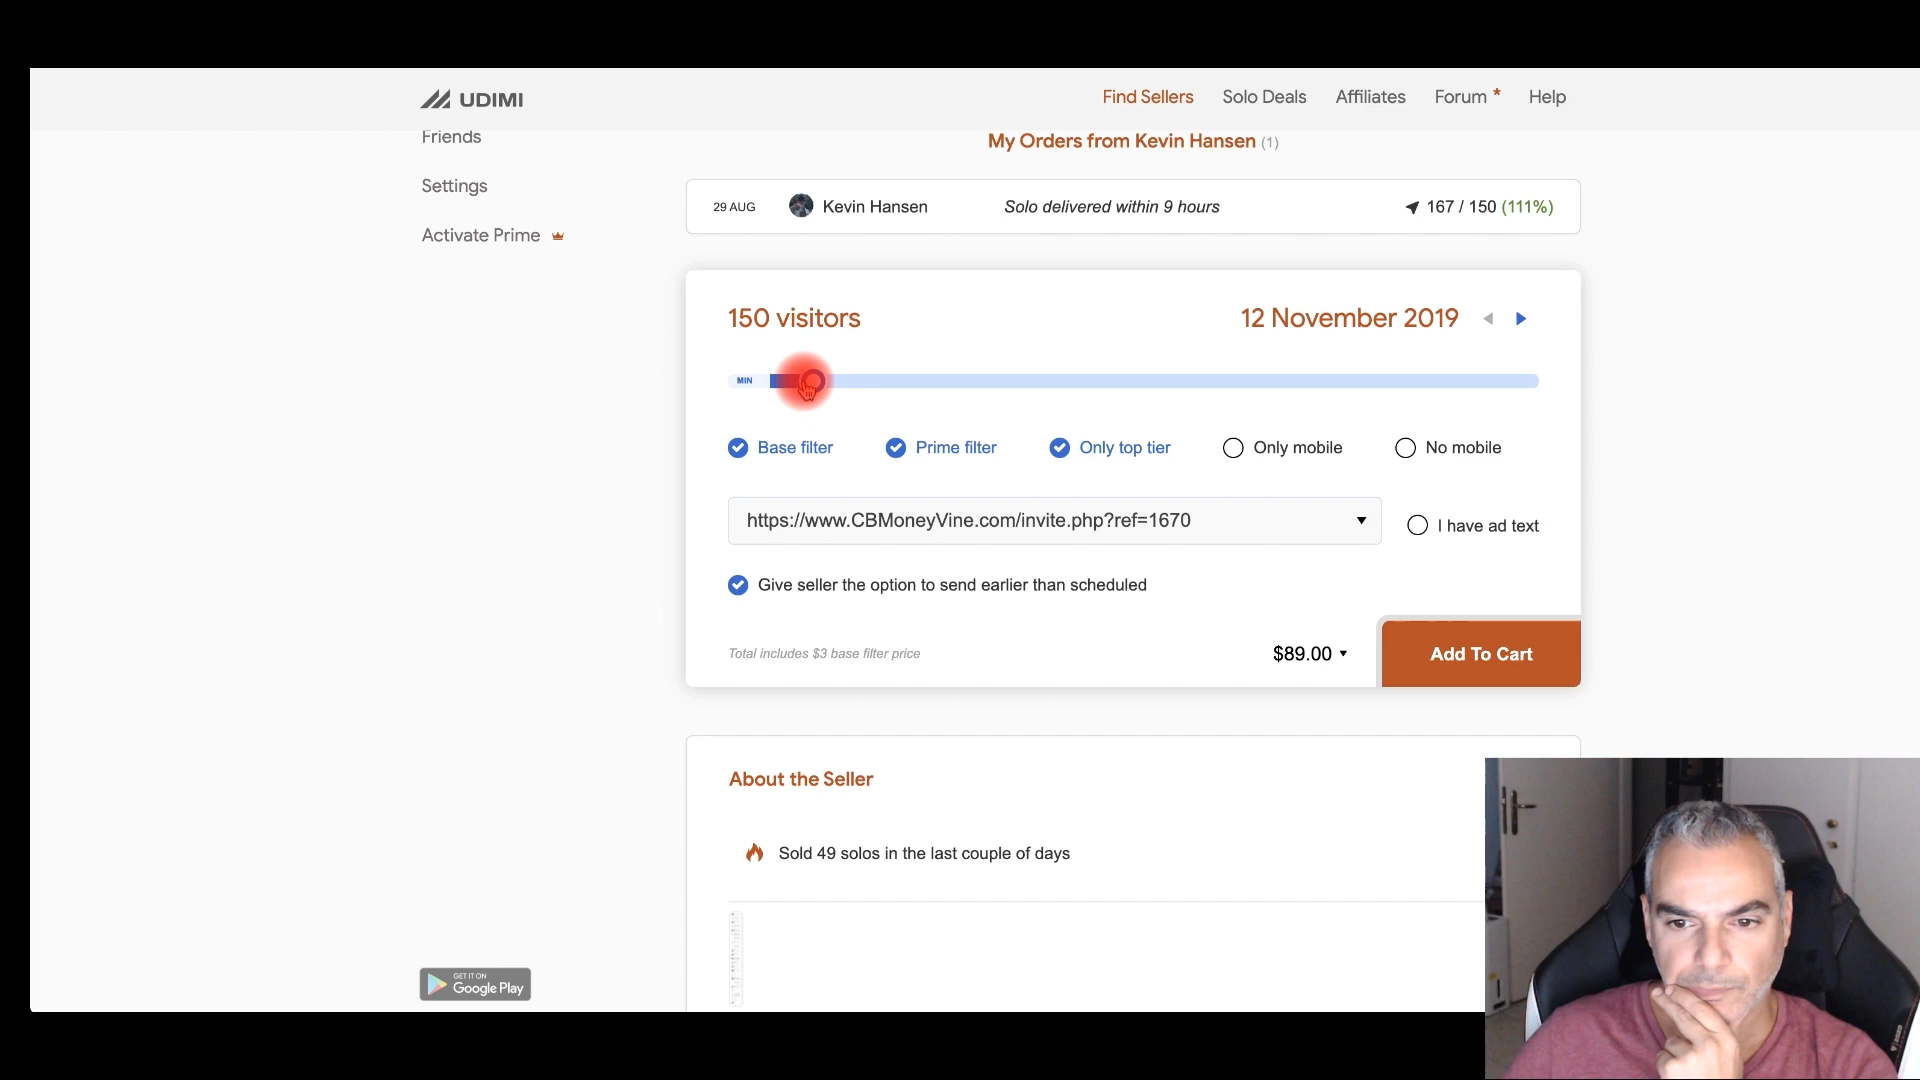 UDIMI
Find Sellers Solo Deals Affiliates Forum * Help
Friends
Settings
Activate Prime
My Orders from Kevin Hansen (1)
29 AUG Kevin Hansen Solo delivered within 9 hours 167 / 150 (111%)
150 visitors 12 November 2019
MIN
Base filter Prime filter Only top tier Only mobile No mobile
https://www.CBMoneyVine.com/invite.php?ref=1670 I have ad text
Give seller the option to send earlier than scheduled
Total includes $3 base filter price $89.00 Add To Cart
About the Seller
Sold 49 solos in the last couple of days
GET IT ON
Google Play